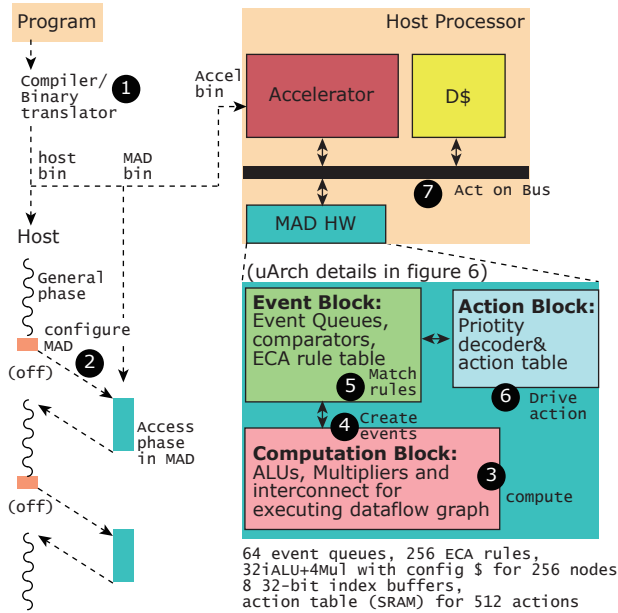 Program
Compiler/
Binary
translator
1
host
bin
MAD
bin
Accel
bin
Host
General
phase
configure
MAD
2
(off)
Access
phase
in MAD
(off)
Host Processor
Accelerator
D$
7
Act on Bus
MAD HW
(uArch details in figure 6)
Event Block:
Event Queues,
comparators,
ECA rule table
5
Match
rules
Action Block:
Priotity
decoder&
action table
6
Drive
action
4
Create
events
Computation Block:
ALUs, Multipliers and
interconnect for
executing dataflow graph
3
compute
64 event queues, 256 ECA rules,
32iALU+4Mul with config $ for 256 nodes
8 32-bit index buffers,
action table (SRAM) for 512 actions